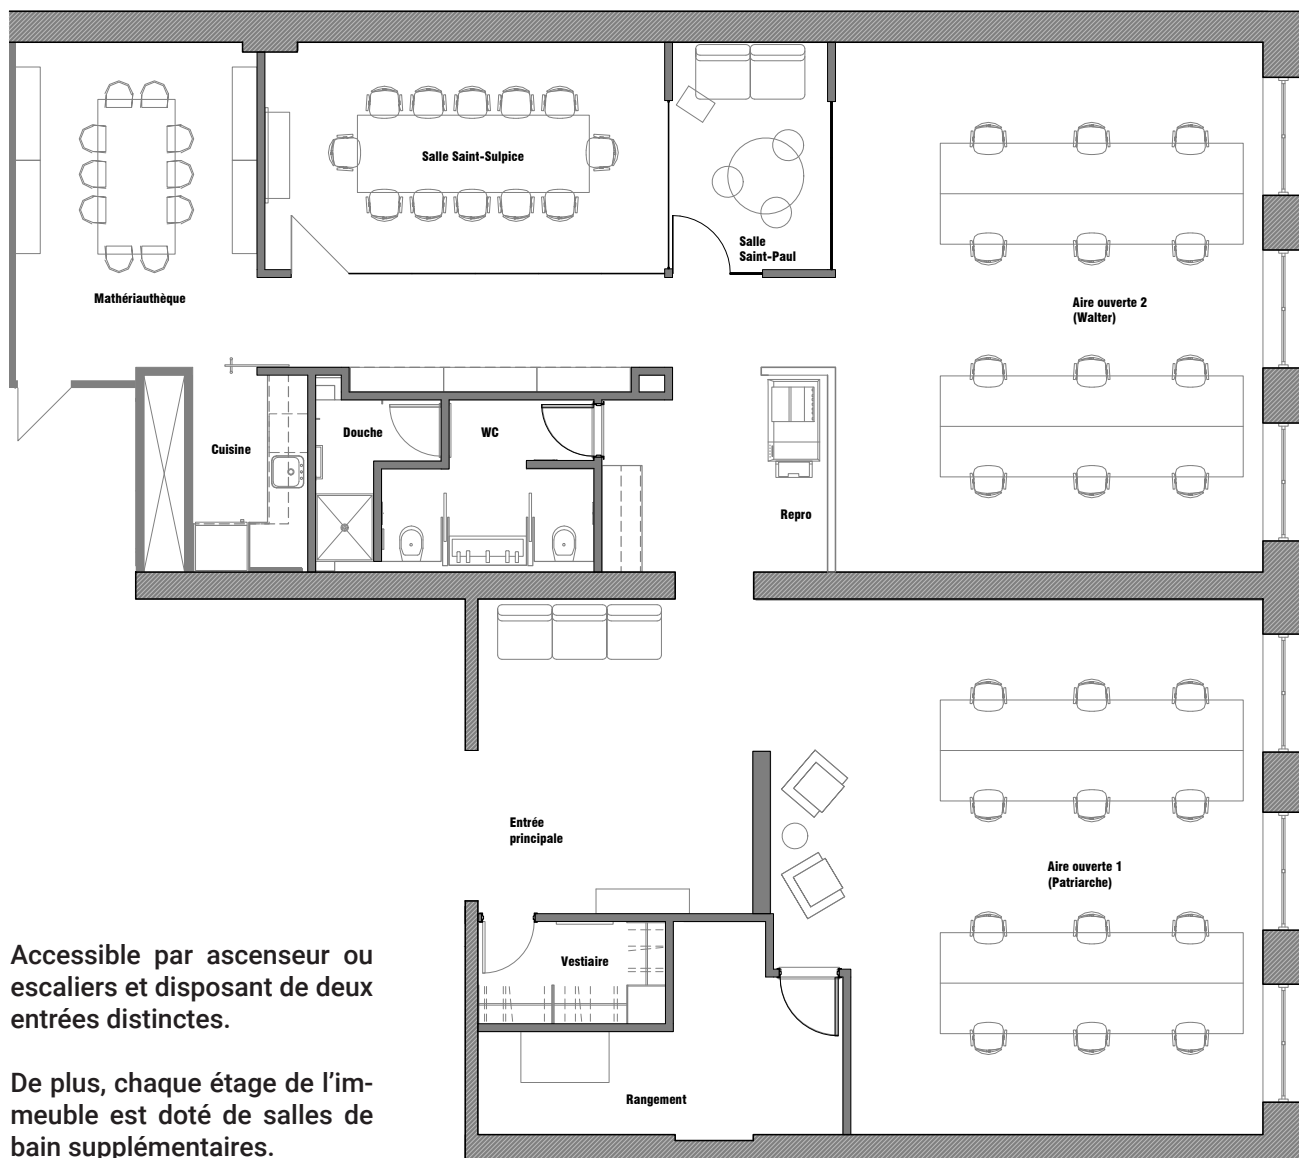 Salle Saint-Sulpice
Salle
Saint-Paul
Mathériauthèque
Aire ouverte 2
(Walter)
Cuisine
Douche
WC
Repro
Entrée
principale
Aire ouverte 1
(Patriarche)
Vestiaire
Rangement
Accessible par ascenseur ou
escaliers et disposant de deux
entrées distinctes.
De plus, chaque étage de l’im-
meuble est doté de salles de
bain supplémentaires.